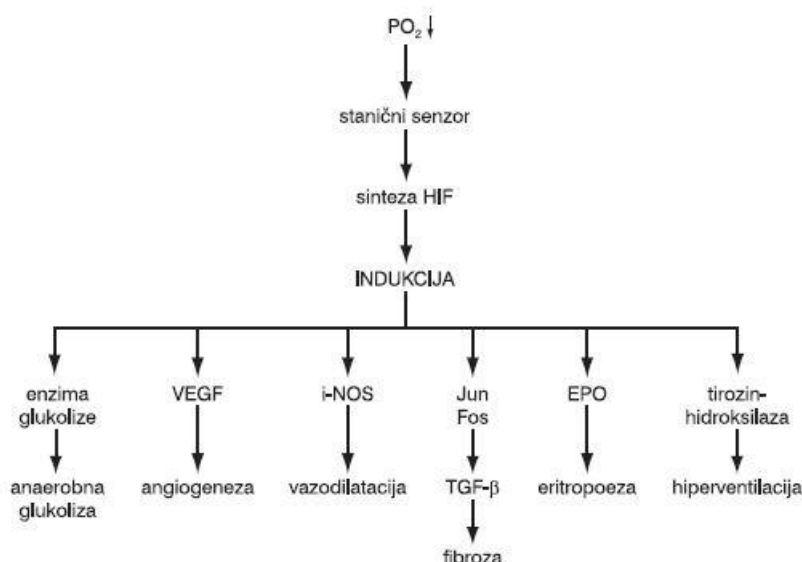 PO₂↓
stanični senzor
sinteza HIF
INDUKCIJA
enzima
glukolize
VEGF
i-NOS
Jun
Fos
EPO
tirozin-
hidroksilaza
anaerobna
glukoliza
angiogeneza
vazodilatacija
TGF-β
eritropoeza
hiperventilacija
fibroza